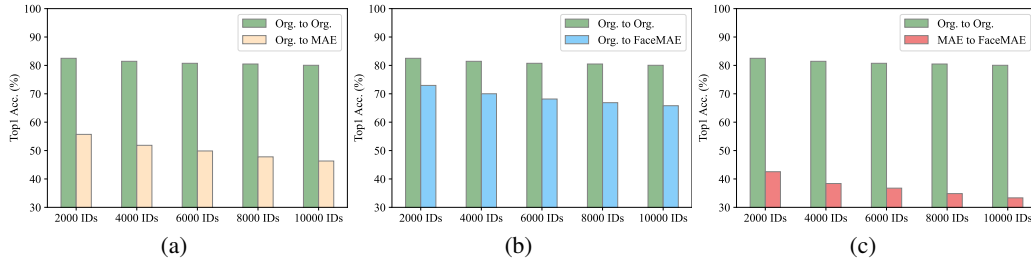 100
90
80
70
60
50
40
30
Top1 Acc. (%)
Org. to Org.
Org. to MAE
2000 IDs 4000 IDs 6000 IDs 8000 IDs 10000 IDs
(a)
100
90
80
70
60
50
40
30
Top1 Acc. (%)
Org. to Org.
Org. to FaceMAE
2000 IDs 4000 IDs 6000 IDs 8000 IDs 10000 IDs
(b)
100
90
80
70
60
50
40
30
Top1 Acc. (%)
Org. to Org.
MAE to FaceMAE
2000 IDs 4000 IDs 6000 IDs 8000 IDs 10000 IDs
(c)